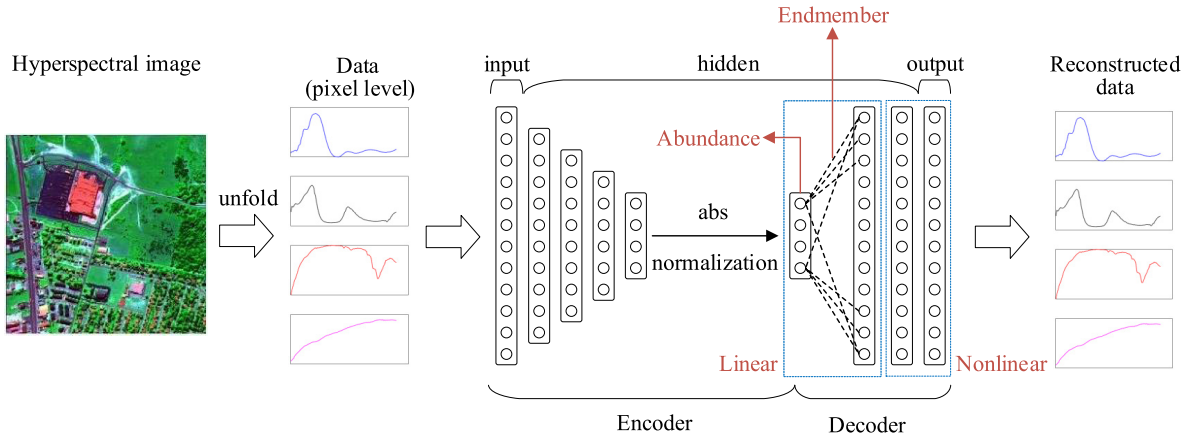 Endmember
Hyperspectral image
Data
(pixel level)
input
hidden
output
Reconstructed
data
Abundance
unfold
abs
normalization
Linear
Nonlinear
Encoder
Decoder